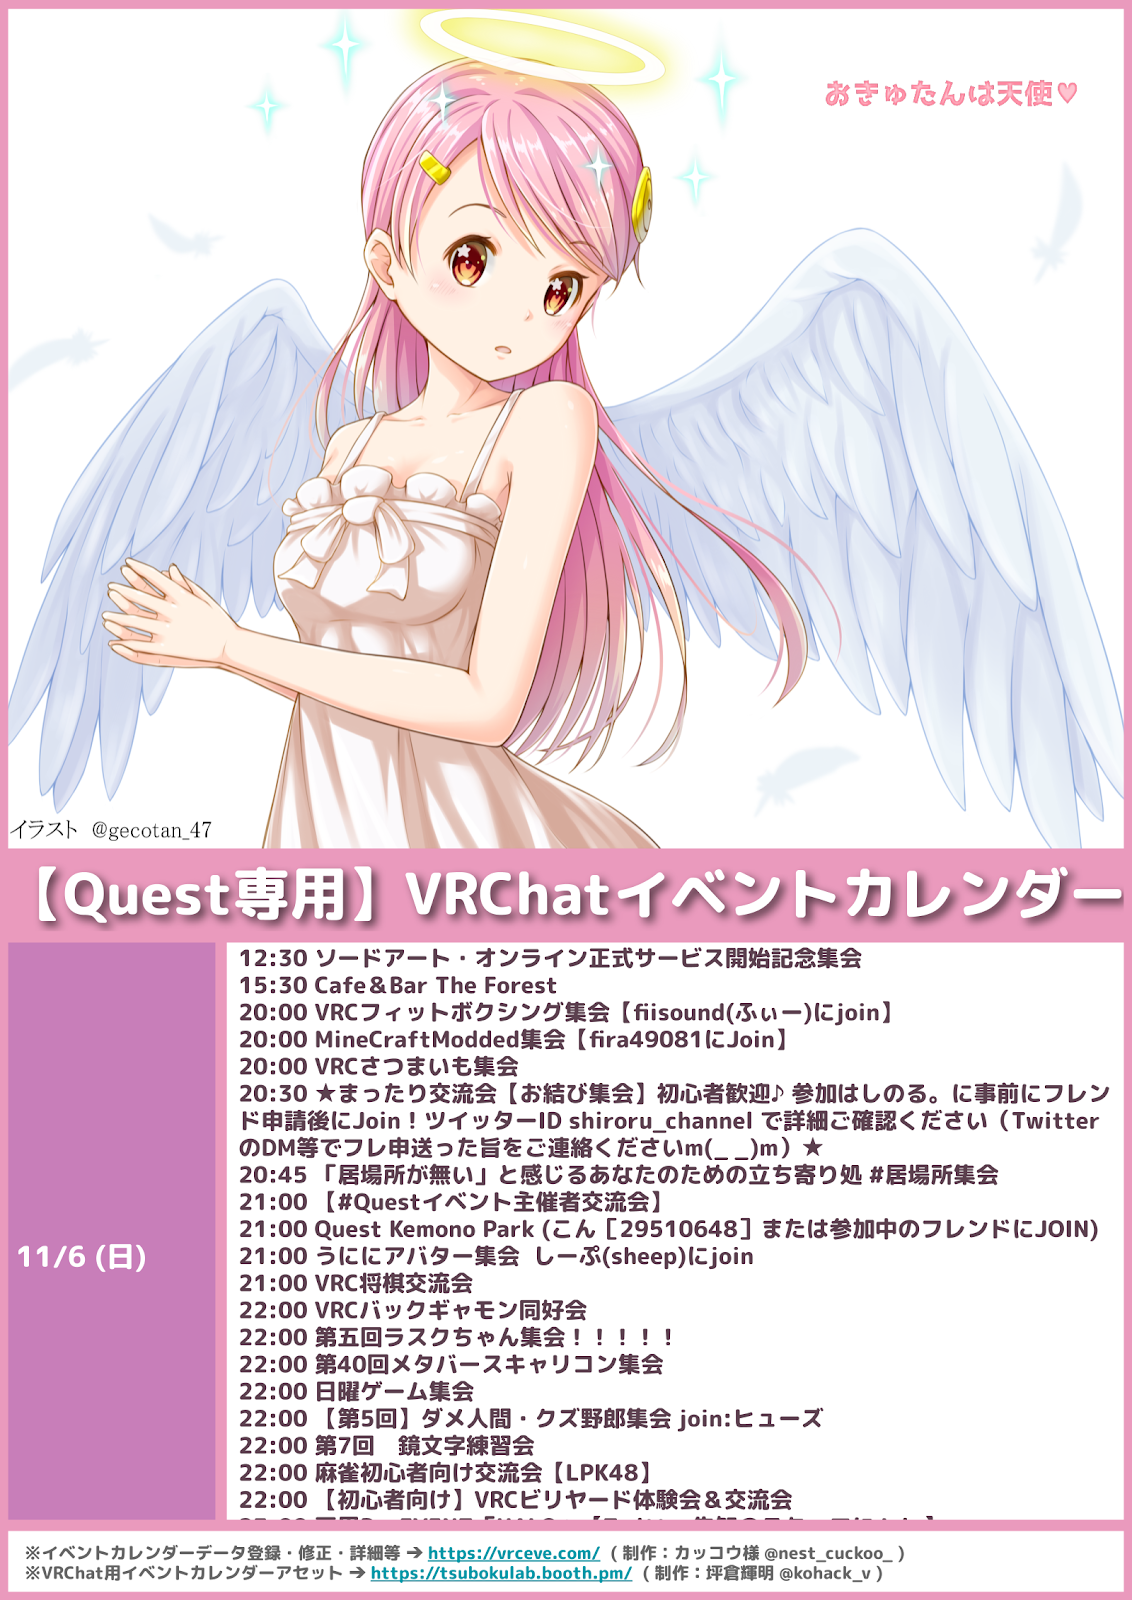 おきゅたんは天使♥
イラスト @gecotan_47
【Quest専用】VRChatイベントカレンダー
11/6 (日)
12:30 ソードアート・オンライン正式サービス開始記念集会
15:30 Cafe＆Bar The Forest
20:00 VRCフィットボクシング集会【fiisound(ふぃー)にjoin】
20:00 MineCraftModded集会【fira49081にJoin】
20:00 VRCさつまいも集会
20:30 ★まったり交流会【お結び集会】初心者歓迎♪ 参加はしのる。に事前にフレン
ド申請後にJoin！ツイッターID shiroru_channel で詳細ご確認ください（Twitter
のDM等でフレ申送った旨をご連絡くださいm(_ _)m）★
20:45 「居場所が無い」と感じるあなたのための立ち寄り処 #居場所集会
21:00 【#Questイベント主催者交流会】
21:00 Quest Kemono Park (こん［29510648］または参加中のフレンドにJOIN)
21:00 うににアバター集会 しーぷ(sheep)にjoin
21:00 VRC将棋交流会
22:00 VRCバックギャモン同好会
22:00 第五回ラスクちゃん集会！！！！！
22:00 第40回メタバースキャリコン集会
22:00 日曜ゲーム集会
22:00 【第5回】ダメ人間・クズ野郎集会 join:ヒューズ
22:00 第7回　鏡文字練習会
22:00 麻雀初心者向け交流会【LPK48】
22:00 【初心者向け】VRCビリヤード体験会＆交流会
※イベントカレンダーデータ登録・修正・詳細等 ➔ https://vrceve.com/ （ 制作：カッコウ様 @nest_cuckoo_ ）
※VRChat用イベントカレンダーアセット ➔ https://tsubokulab.booth.pm/ （ 制作：坪倉輝明 @kohack_v ）